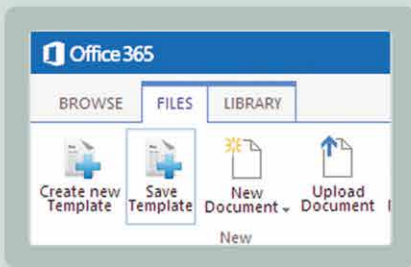 Office 365
BROWSE FILES LIBRARY
Create new Save New Upload
Template Template Document Document
New